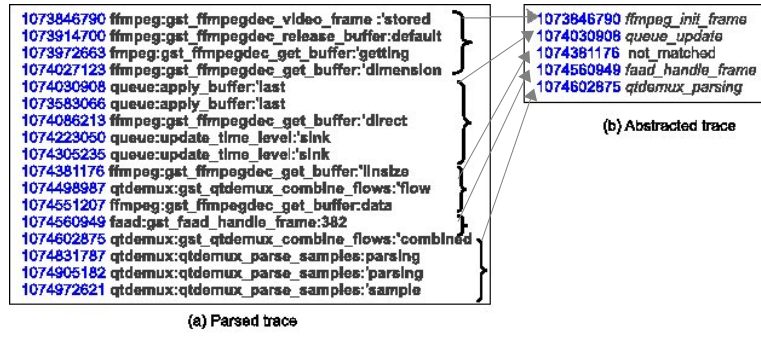 1073846790 ffmpeg:gst_ffmpegdec_video_frame :'stored
1073914700 ffmpeg:gst_ffmpegdec_release_buffer:default
1073972663 fmpeg:gst_ffmpegdec_get_buffer:'getting
1074027123 ffmpeg:gst_ffmpegdec_get_buffer:'dimension
1074030908 queue:apply_buffer:'last
1073583066 queue:apply_buffer:'last
1074086213 ffmpeg:gst_ffmpegdec_get_buffer:'direct
1074223050 queue:update_time_level:'sink
1074305235 queue:update_time_level:'sink
1074381176 ffmpeg:gst_ffmpegdec_get_buffer:'linsize
1074498987 qtdemux:gst_qtdemux_combine_flows:'flow
1074551207 ffmpeg:gst_ffmpegdec_get_buffer:data
1074560949 faad:gst_faad_handle_frame:382
1074602875 qtdemux:gst_qtdemux_combine_flows:'combined
1074831787 qtdemux:qtdemux_parse_samples:parsing
1074905182 qtdemux:qtdemux_parse_samples:'parsing
1074972621 qtdemux:qtdemux_parse_samples:'sample
(a) Parsed trace
1073846790 ffmpeg_init_frame
1074030908 queue_update
1074381176 not_matched
1074560949 faad_handle_frame
1074602875 qtdemux_parsing
(b) Abstracted trace